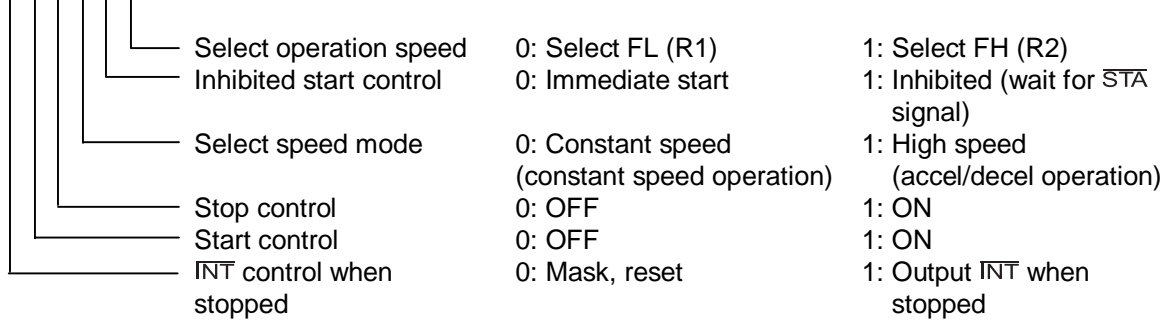 Select operation speed 0: Select FL (R1) 1: Select FH (R2)
Inhibited start control 0: Immediate start 1: Inhibited (wait for S̅T̅A̅
signal)
Select speed mode 0: Constant speed 1: High speed
(constant speed operation) (accel/decel operation)
Stop control 0: OFF 1: ON
Start control 0: OFF 1: ON
I̅N̅T̅ control when 0: Mask, reset 1: Output I̅N̅T̅ when
stopped stopped